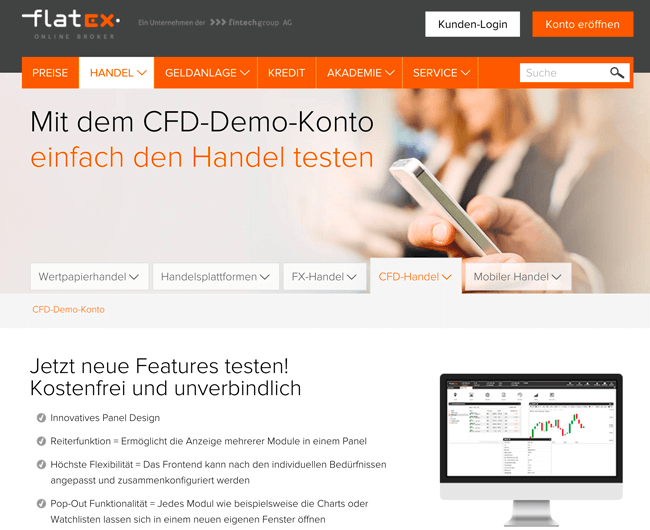 flatex
ONLINE BROKER
Ein Unternehmen der >>> fintechgroup AG
Kunden-Login
Konto eröffnen
PREISE
HANDEL
GELDANLAGE
KREDIT
AKADEMIE
SERVICE
Suche
Mit dem CFD-Demo-Konto
einfach den Handel testen
Wertpapierhandel
Handelsplattformen
FX-Handel
CFD-Handel
Mobiler Handel
CFD-Demo-Konto
Jetzt neue Features testen!
Kostenfrei und unverbindlich
Innovatives Panel Design
Reiterfunktion = Ermöglicht die Anzeige mehrerer Module in einem Panel
Höchste Flexibilität = Das Frontend kann nach den individuellen Bedürfnissen
angepasst und zusammenkonfiguriert werden
Pop-Out Funktionalität = Jedes Modul wie beispielsweise die Charts oder
Watchlisten lassen sich in einem neuen eigenen Fenster öffnen